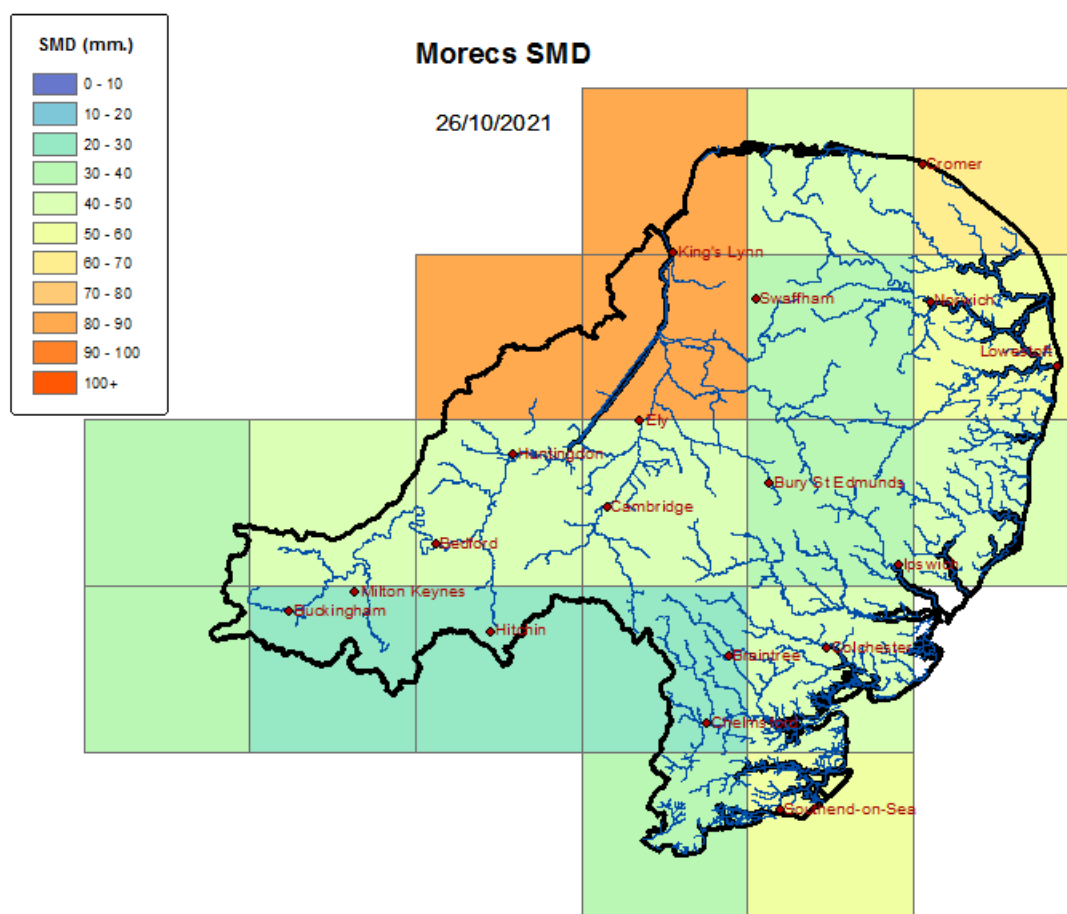 SMD (mm.)
0 - 10
10 - 20
20 - 30
30 - 40
40 - 50
50 - 60
60 - 70
70 - 80
80 - 90
90 - 100
100+
Morecs SMD
26/10/2021
Cromer
King's Lynn
Swaffham
Norwich
Lowestoft
Ely
Huntingdon
Bury St Edmunds
Cambridge
Bedford
Ipswich
Milton Keynes
Buckingham
Hitchin
Colchester
Braintree
Chelmsford
Southend-on-Sea